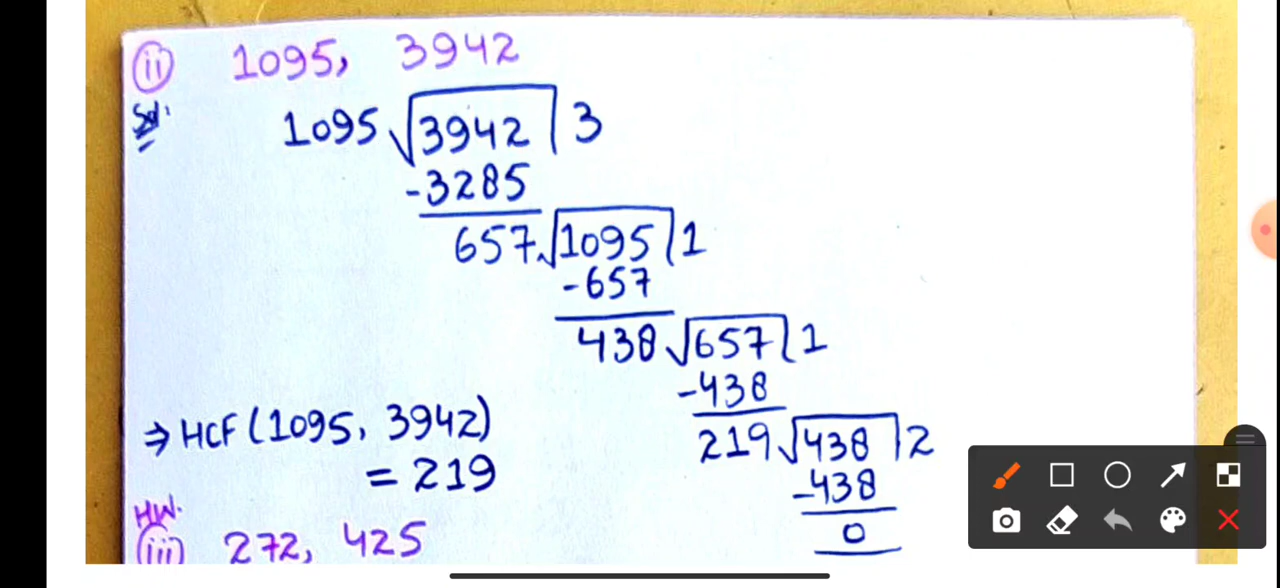 (ii) 1095, 3942
Sol:
1095 √3942 3
-3285
657 √1095 1
-657
438 √657 1
-438
219 √438 2
-438
0
⇒ HCF (1095, 3942)
= 219
HW.
(iii) 272, 425